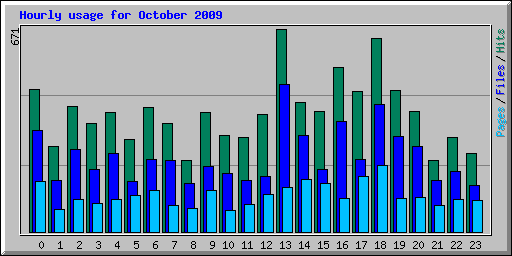 Hourly usage for October 2009
671
Pages / Files / Hits
0 1 2 3 4 5 6 7 8 9 10 11 12 13 14 15 16 17 18 19 20 21 22 23